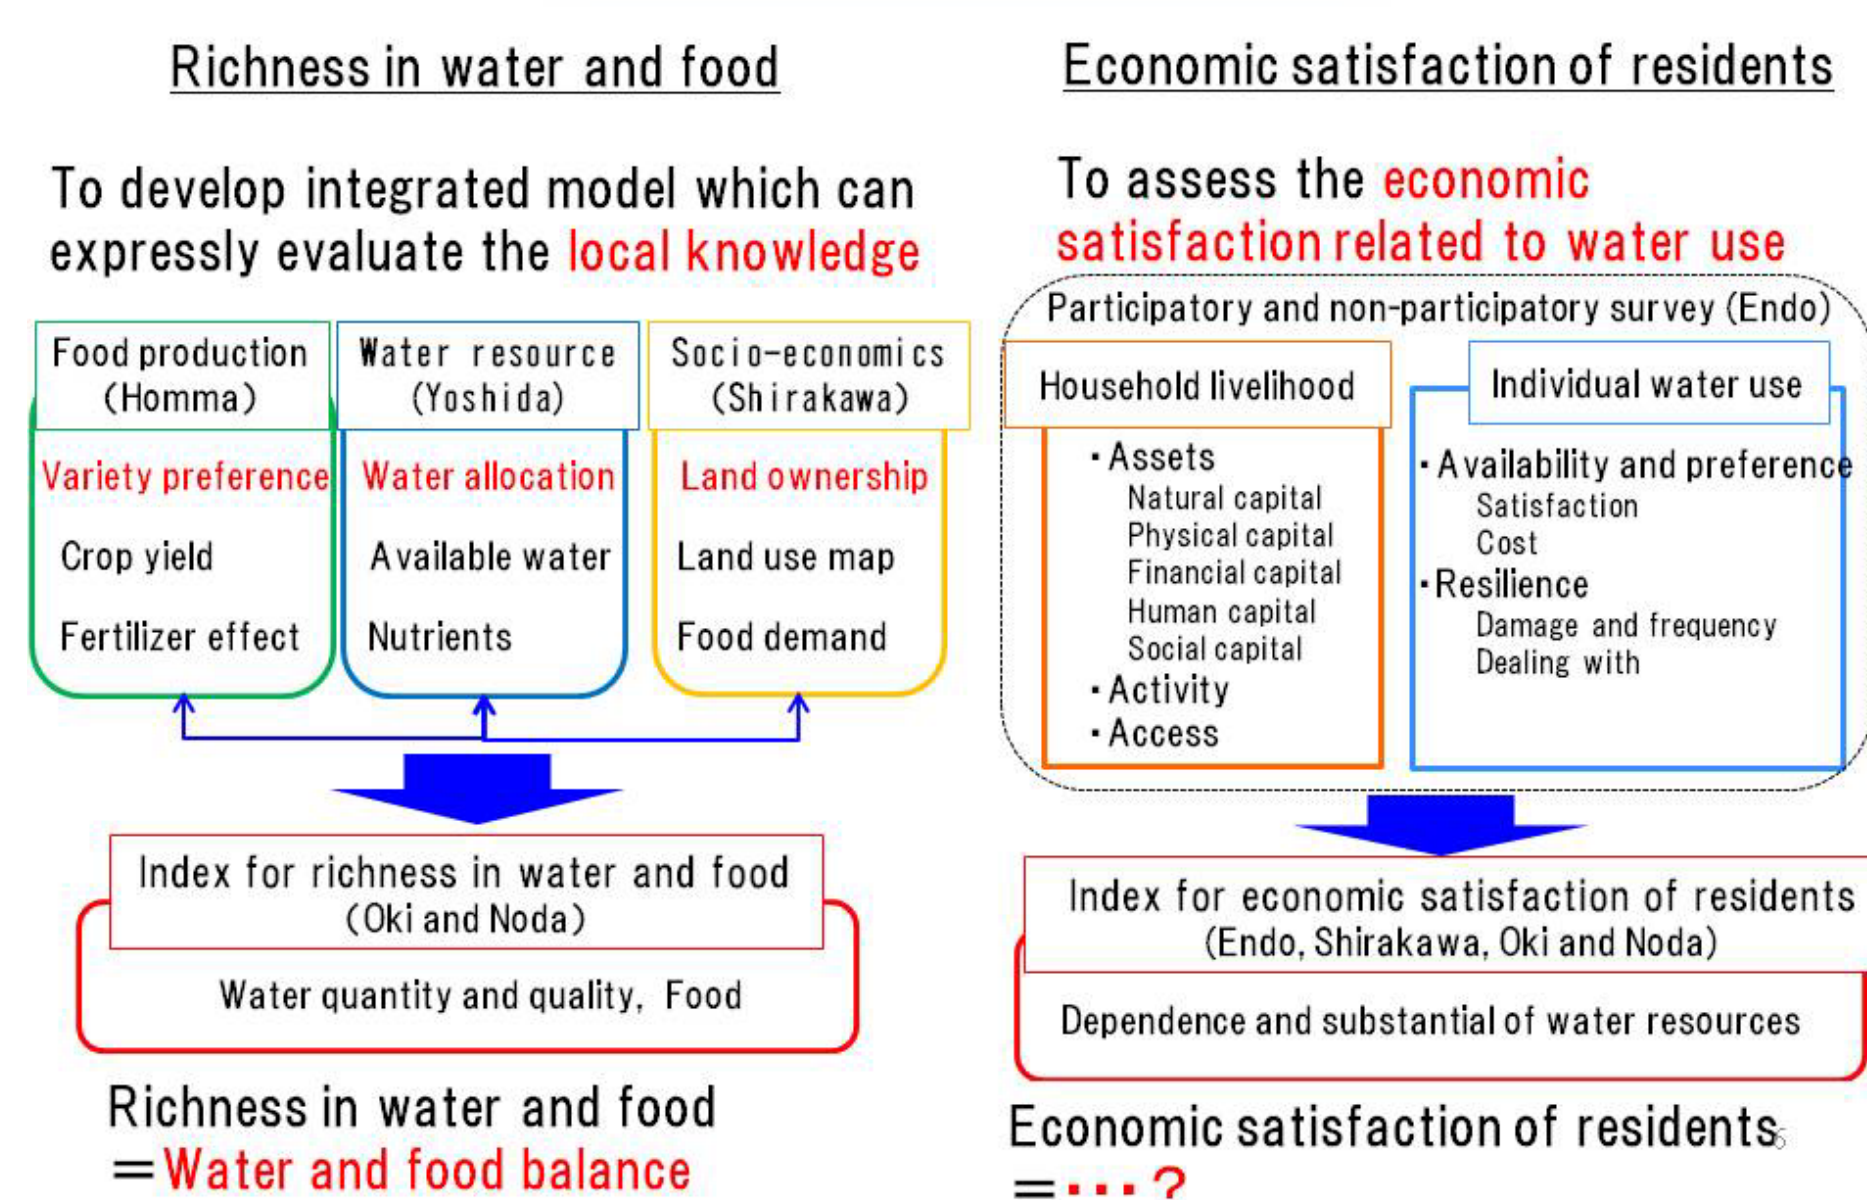 Richness in water and food
To develop integrated model which can
expressly evaluate the local knowledge
Food production
(Homma)
Variety preference
Crop yield
Fertilizer effect
Water resource
(Yoshida)
Water allocation
Available water
Nutrients
Socio-economics
(Shirakawa)
Land ownership
Land use map
Food demand
Index for richness in water and food
(Oki and Noda)
Water quantity and quality, Food
Richness in water and food
=Water and food balance
Economic satisfaction of residents
To assess the economic
satisfaction related to water use
Participatory and non-participatory survey (Endo)
Household livelihood
・Assets
Natural capital
Physical capital
Financial capital
Human capital
Social capital
・Activity
・Access
Individual water use
・Availability and preference
Satisfaction
Cost
・Resilience
Damage and frequency
Dealing with
Index for economic satisfaction of residents
(Endo, Shirakawa, Oki and Noda)
Dependence and substantial of water resources
Economic satisfaction of residents
=・・・?
6